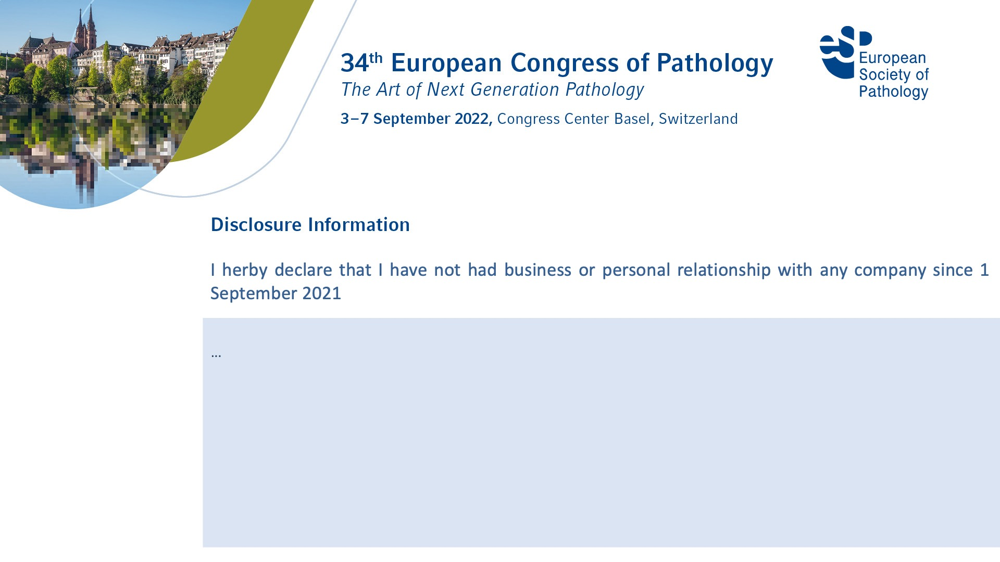 34th European Congress of Pathology
The Art of Next Generation Pathology
3–7 September 2022, Congress Center Basel, Switzerland
eSP
European
Society of
Pathology
Disclosure Information
I herby declare that I have not had business or personal relationship with any company since 1
September 2021
...